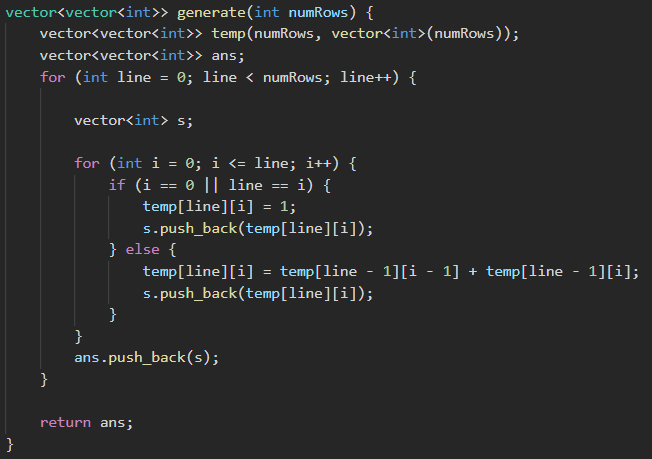 vector<vector<int>> generate(int numRows) {
    vector<vector<int>> temp(numRows, vector<int>(numRows));
    vector<vector<int>> ans;
    for (int line = 0; line < numRows; line++) {

        vector<int> s;

        for (int i = 0; i <= line; i++) {
            if (i == 0 || line == i) {
                temp[line][i] = 1;
                s.push_back(temp[line][i]);
            } else {
                temp[line][i] = temp[line - 1][i - 1] + temp[line - 1][i];
                s.push_back(temp[line][i]);
            }
        }
        ans.push_back(s);
    }

    return ans;
}